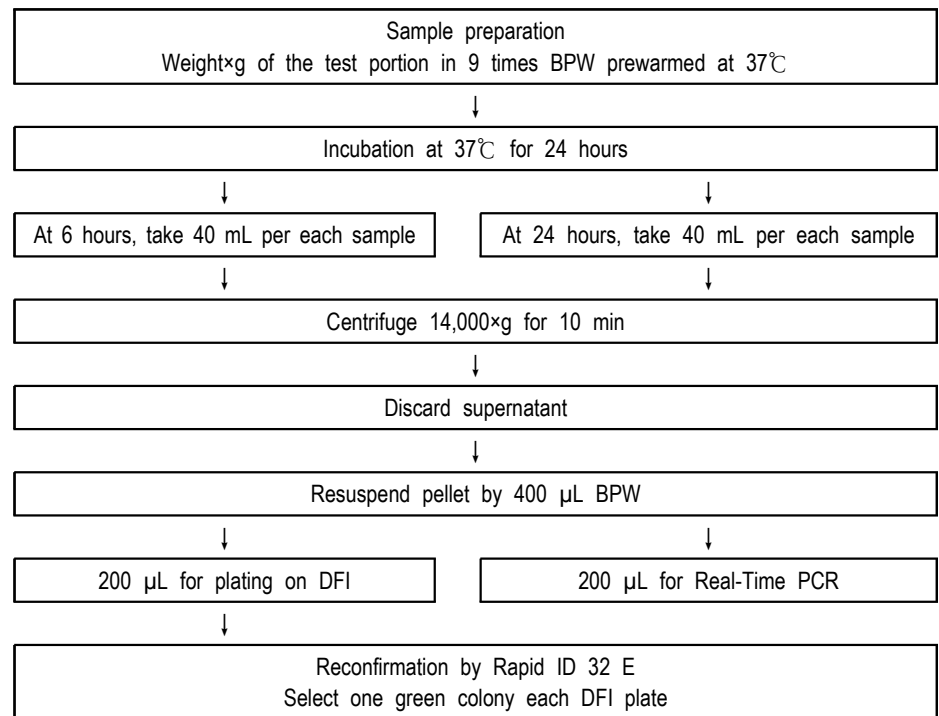 Sample preparation
Weight×g of the test portion in 9 times BPW prewarmed at 37℃
Incubation at 37℃ for 24 hours
At 6 hours, take 40 mL per each sample
At 24 hours, take 40 mL per each sample
Centrifuge 14,000×g for 10 min
Discard supernatant
Resuspend pellet by 400 µL BPW
200 µL for plating on DFI
200 µL for Real-Time PCR
Reconfirmation by Rapid ID 32 E
Select one green colony each DFI plate